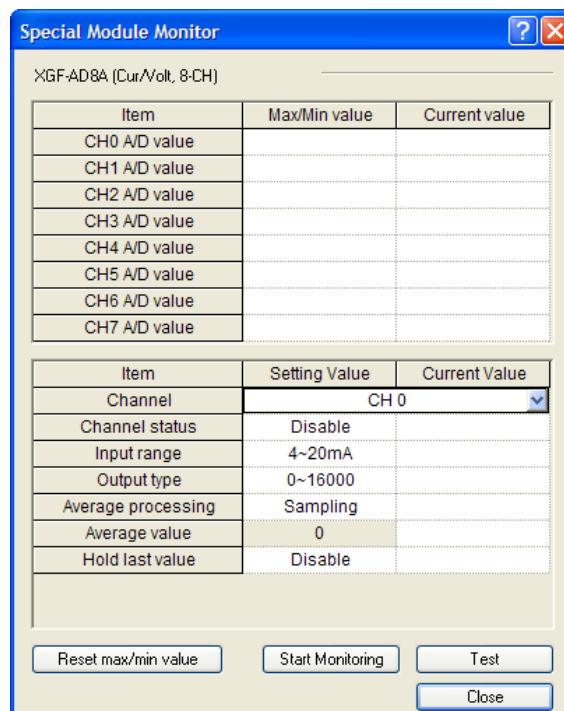 Special Module Monitor
XGF-AD8A (Cur/Volt, 8-CH)
Item Max/Min value Current value
CH0 A/D value
CH1 A/D value
CH2 A/D value
CH3 A/D value
CH4 A/D value
CH5 A/D value
CH6 A/D value
CH7 A/D value
Item Setting Value Current Value
Channel CH 0
Channel status Disable
Input range 4~20mA
Output type 0~16000
Average processing Sampling
Average value 0
Hold last value Disable
Reset max/min value Start Monitoring Test
Close